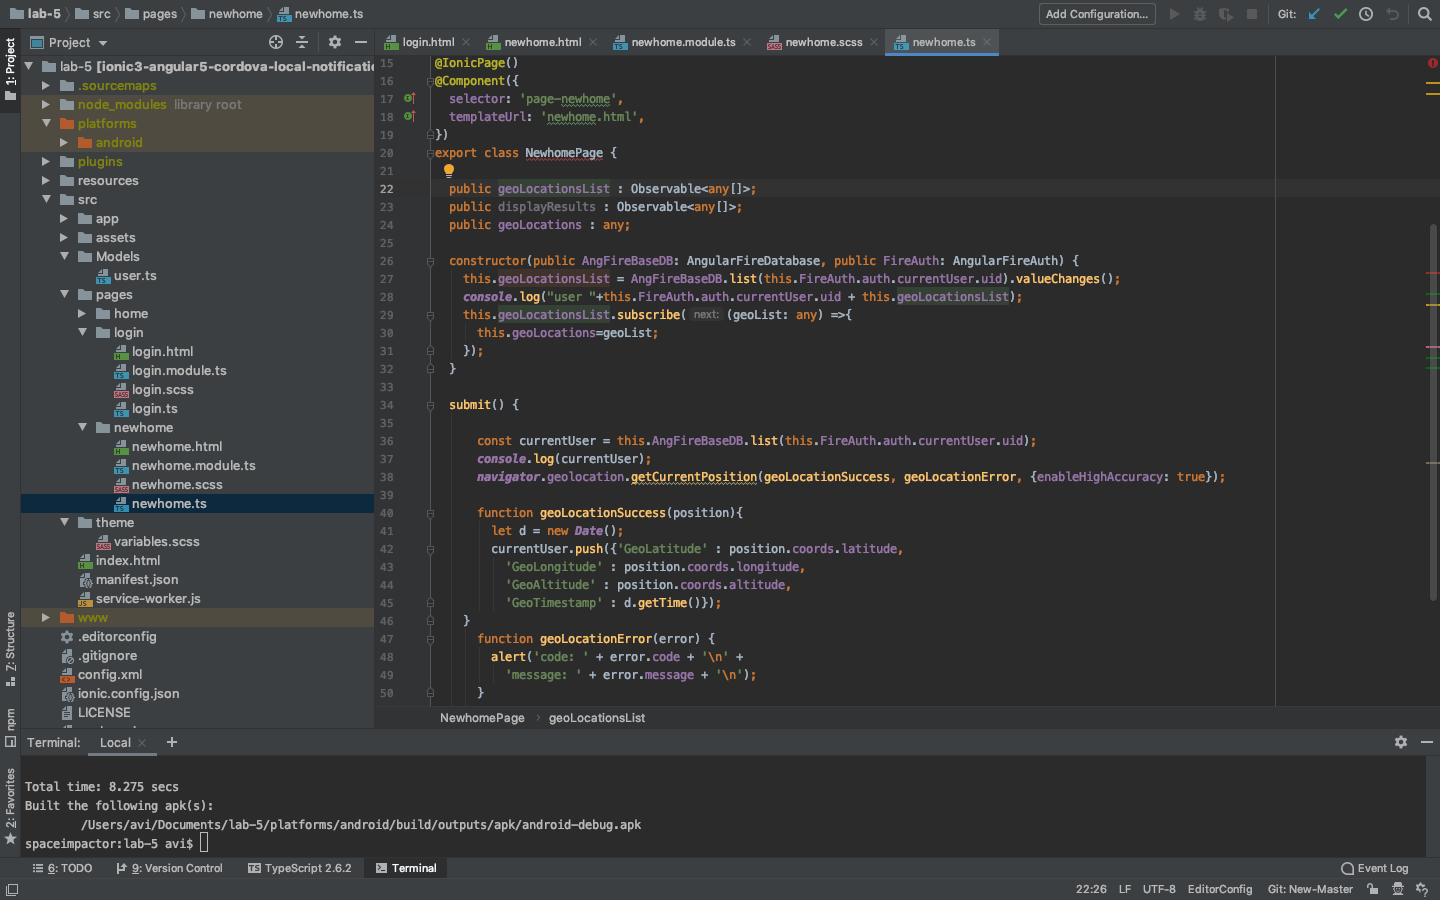 lab-5 src pages newhome newhome.ts
Add Configuration...
Git:
1: Project
Project
login.html newhome.html newhome.module.ts newhome.scss newhome.ts
lab-5 [ionic3-angular5-cordova-local-notificatio
.sourcemaps
node_modules library root
platforms
android
plugins
resources
src
app
assets
Models
user.ts
pages
home
login
login.html
login.module.ts
login.scss
login.ts
newhome
newhome.html
newhome.module.ts
newhome.scss
newhome.ts
theme
variables.scss
index.html
manifest.json
service-worker.js
www
.editorconfig
.gitignore
config.xml
ionic.config.json
LICENSE
15 @IonicPage()
16 @Component({
17 selector: 'page-newhome',
18 templateUrl: 'newhome.html',
19 })
20 export class NewhomePage {
21
22 public geoLocationsList : Observable<any[]>;
23 public displayResults : Observable<any[]>;
24 public geoLocations : any;
25
26 constructor(public AngFireBaseDB: AngularFireDatabase, public FireAuth: AngularFireAuth) {
27 this.geoLocationsList = AngFireBaseDB.list(this.FireAuth.auth.currentUser.uid).valueChanges();
28 console.log("user "+this.FireAuth.auth.currentUser.uid + this.geoLocationsList);
29 this.geoLocationsList.subscribe( next: (geoList: any) =>{
30 this.geoLocations=geoList;
31 });
32 }
33
34 submit() {
35
36 const currentUser = this.AngFireBaseDB.list(this.FireAuth.auth.currentUser.uid);
37 console.log(currentUser);
38 navigator.geolocation.getCurrentPosition(geoLocationSuccess, geoLocationError, {enableHighAccuracy: true});
39
40 function geoLocationSuccess(position){
41 let d = new Date();
42 currentUser.push({'GeoLatitude' : position.coords.latitude,
43 'GeoLongitude' : position.coords.longitude,
44 'GeoAltitude' : position.coords.altitude,
45 'GeoTimestamp' : d.getTime()});
46 }
47 function geoLocationError(error) {
48 alert('code: ' + error.code + '\n' +
49 'message: ' + error.message + '\n');
50 }
NewhomePage geoLocationsList
7: Structure
npm
2: Favorites
Terminal: Local
Total time: 8.275 secs
Built the following apk(s):
/Users/avi/Documents/lab-5/platforms/android/build/outputs/apk/android-debug.apk
spaceimpactor:lab-5 avi$
6: TODO 9: Version Control TypeScript 2.6.2 Terminal Event Log
22:26 LF UTF-8 EditorConfig Git: New-Master